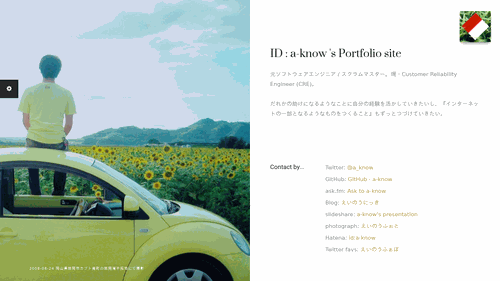 ID : a-know 's Portfolio site
元ソフトウェアエンジニア/スクラムマスター。現・Customer Reliability
Engineer (CRE)。
だれかの助けになるようなことに自分の経験を活かしていきたいし、『インターネッ
トの一部となるようなものをつくること』もずっとつづけていきたい。
Contact by...
Twitter: @a_know
GitHub: GitHub - a-know
ask.fm: Ask to a-know
Blog: えいのうにっき
slideshare: a-know's presentation
photograph: えいのうふぉと
Hatena: id:a-know
Twitter favs: えいのうふぁぼ